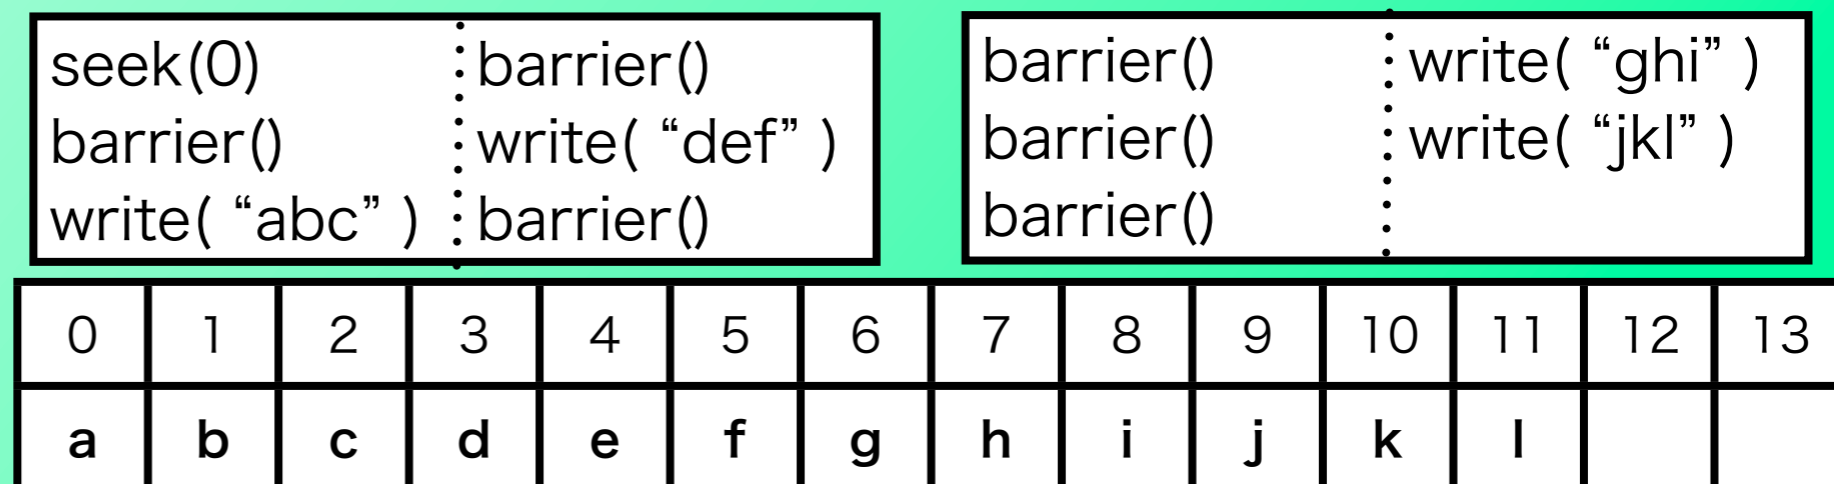 seek(0)
barrier()
write( “abc” )
barrier()
write( “def” )
barrier()
barrier()
barrier()
barrier()
write( “ghi” )
write( “jkl” )
0 1 2 3 4 5 6 7 8 9 10 11 12 13
a b c d e f g h i j k l